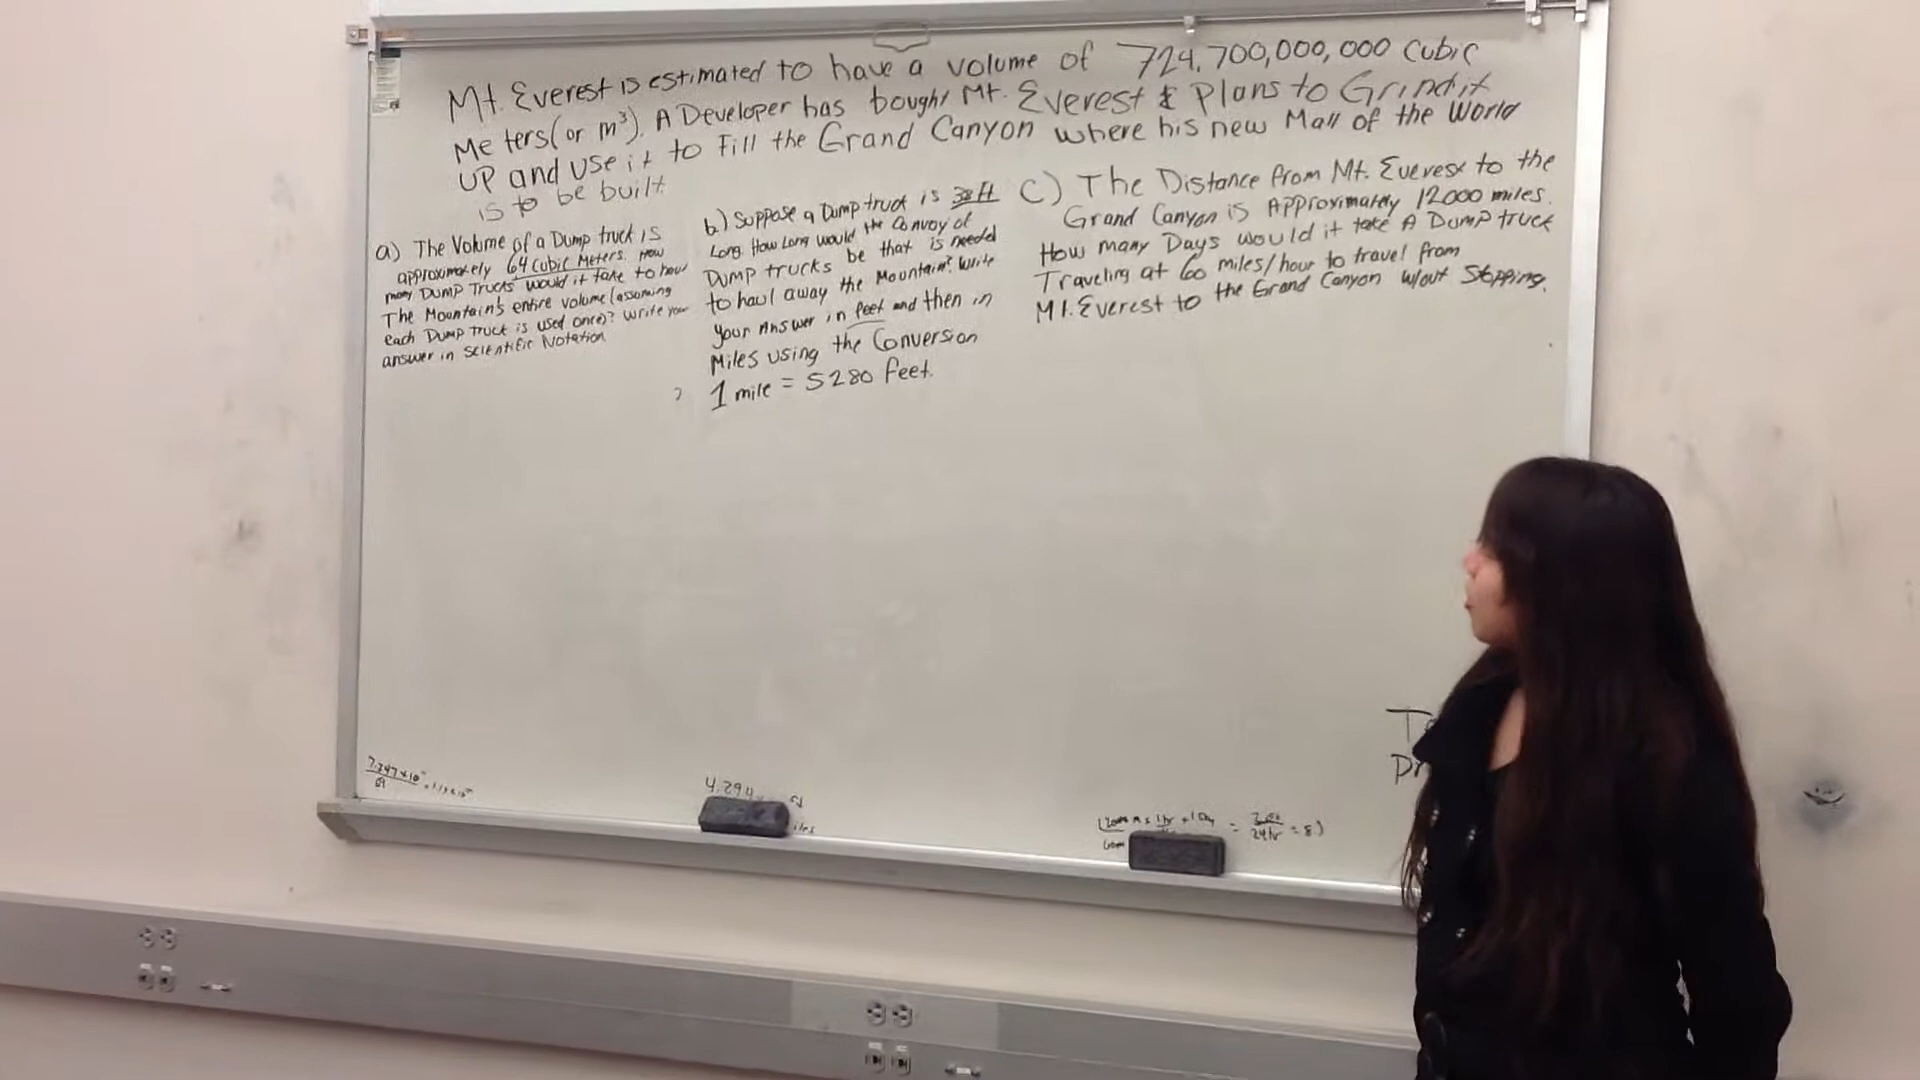 Mt. Everest is estimated to have a volume of 724,700,000,000 cubic
Meters (or m³). A Developer has bought Mt. Everest & Plans to Grind it
UP and use it to Fill the Grand Canyon where his new Mall of the World
is to be built
a) The Volume of a Dump truck is
approximately 64 cubic Meters. How
many Dump Trucks would it take to haul
The Mountain's entire volume (assuming
each Dump truck is used once)? Write your
answer in Scientific Notation
b) Suppose a Dump truck is
Long. How Long would the Convoy of
Dump trucks be that is needed
to haul away the Mountain? Write
your Answer in feet and then in
Miles using the Conversion
1 mile = 5280 feet.
C) The Distance from Mt. Everest to the
Grand Canyon is Approximately 12000 miles.
How many Days would it take A Dump truck
Traveling at 60 miles/hour to travel from
Mt. Everest to the Grand Canyon w/out Stopping.
4.294